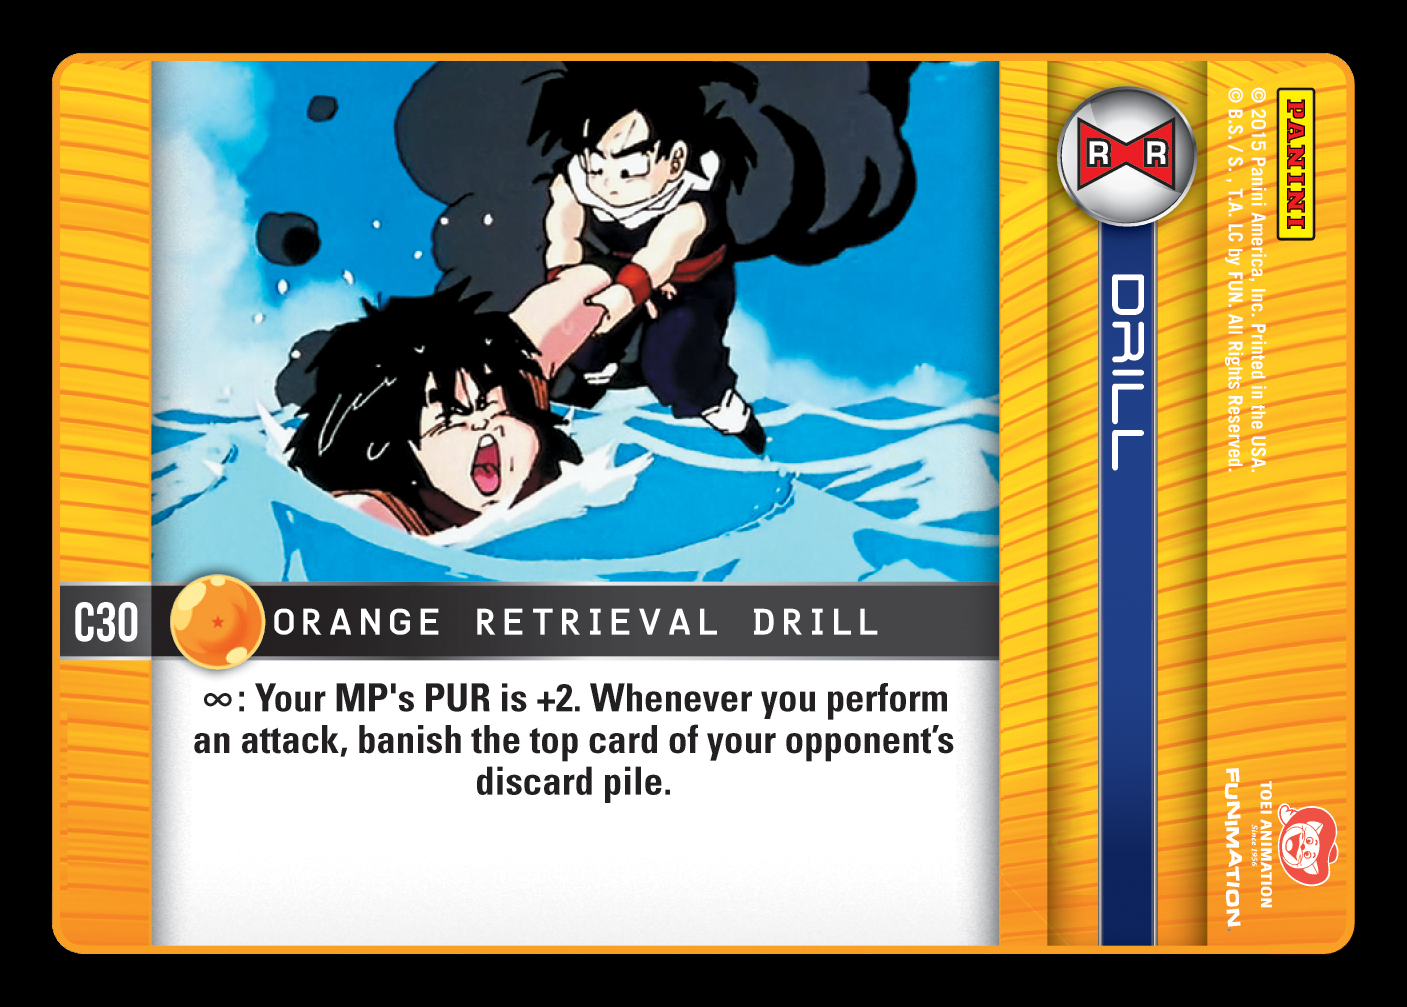 C30
ORANGE RETRIEVAL DRILL
∞: Your MP's PUR is +2. Whenever you perform
an attack, banish the top card of your opponent’s
discard pile.
R R
DRILL
PANINI
© 2015 Panini America, Inc. Printed in the USA.
© B.S. / S. , T.A. LC by FUN. All Rights Reserved.
TOEI ANIMATION
Since 1956
FUNIMATION